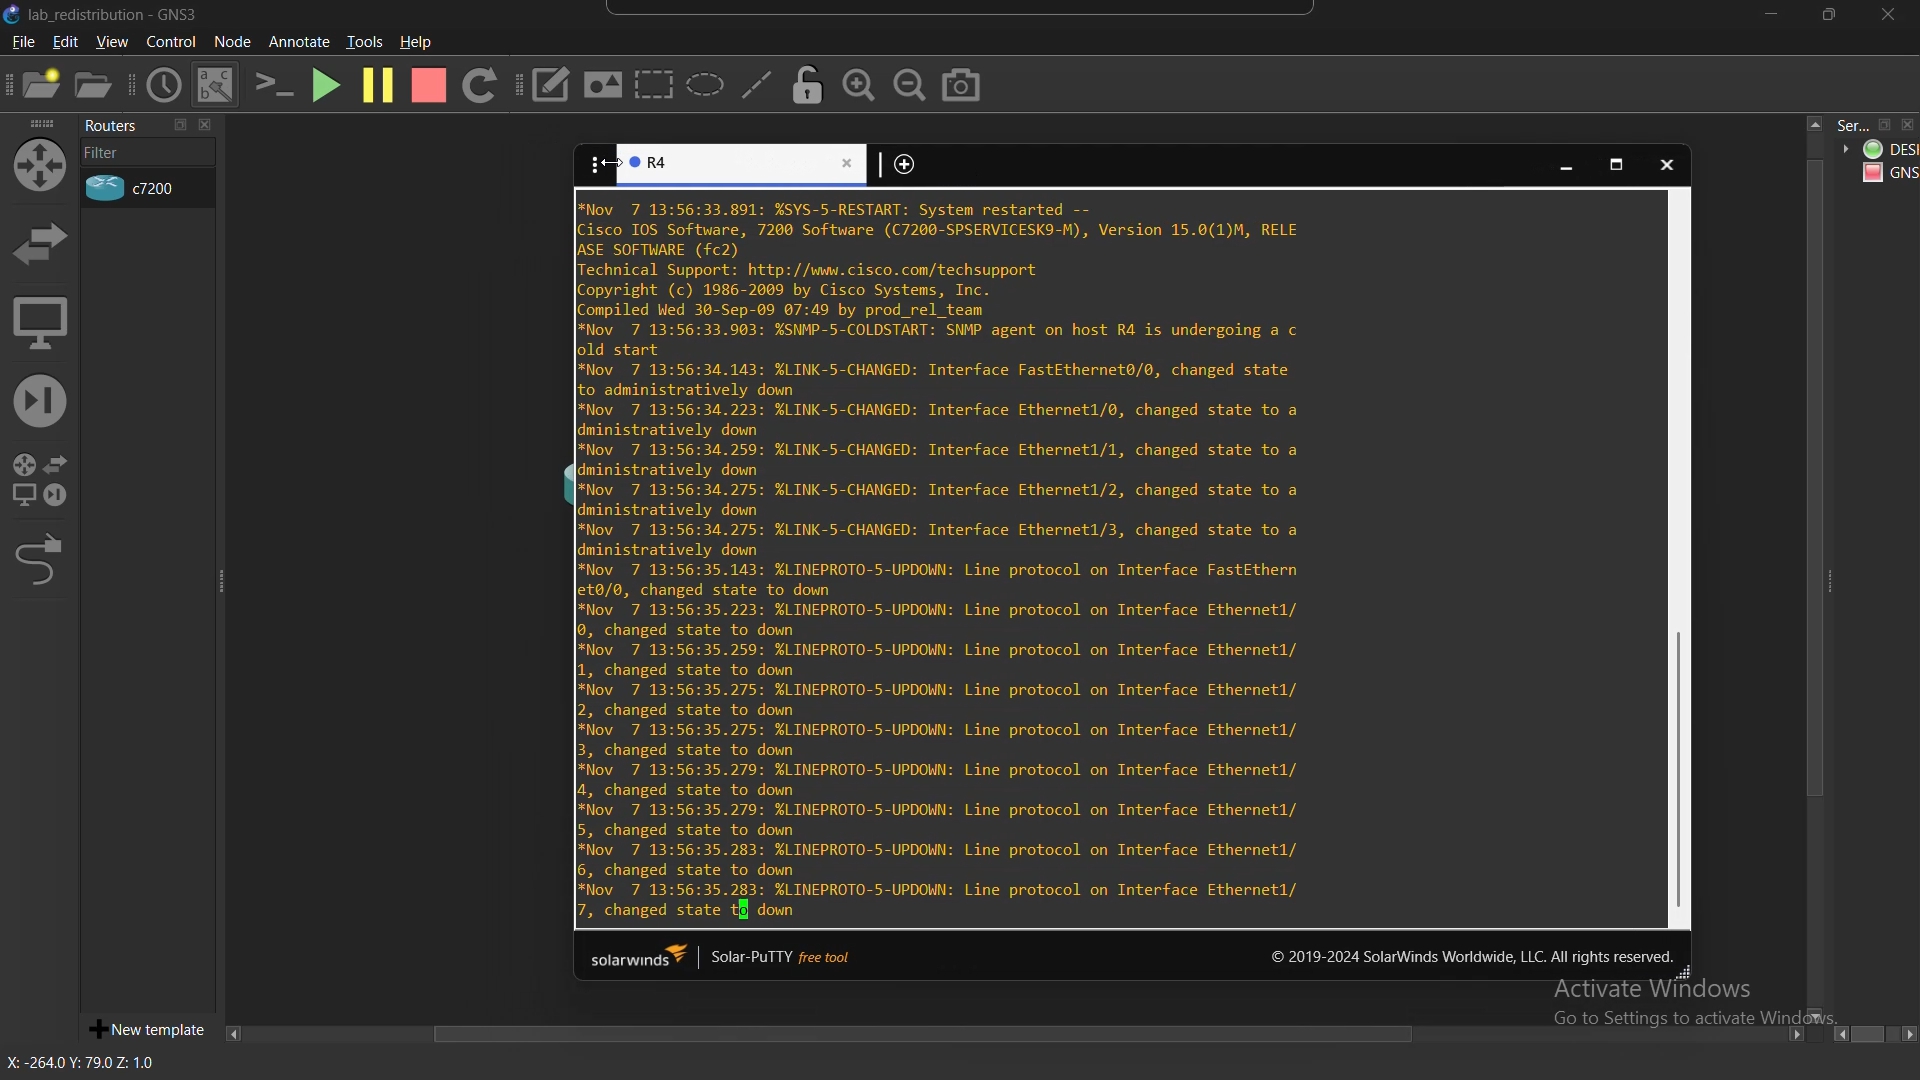 lab_redistribution - GNS3
File Edit View Control Node Annotate Tools Help
Routers
Filter
c7200
Ser...
DESI
GNS
R4
*Nov  7 13:56:33.891: %SYS-5-RESTART: System restarted --
Cisco IOS Software, 7200 Software (C7200-SPSERVICESK9-M), Version 15.0(1)M, RELE
ASE SOFTWARE (fc2)
Technical Support: http://www.cisco.com/techsupport
Copyright (c) 1986-2009 by Cisco Systems, Inc.
Compiled Wed 30-Sep-09 07:49 by prod_rel_team
*Nov  7 13:56:33.903: %SNMP-5-COLDSTART: SNMP agent on host R4 is undergoing a c
old start
*Nov  7 13:56:34.143: %LINK-5-CHANGED: Interface FastEthernet0/0, changed state
to administratively down
*Nov  7 13:56:34.223: %LINK-5-CHANGED: Interface Ethernet1/0, changed state to a
dministratively down
*Nov  7 13:56:34.259: %LINK-5-CHANGED: Interface Ethernet1/1, changed state to a
dministratively down
*Nov  7 13:56:34.275: %LINK-5-CHANGED: Interface Ethernet1/2, changed state to a
dministratively down
*Nov  7 13:56:34.275: %LINK-5-CHANGED: Interface Ethernet1/3, changed state to a
dministratively down
*Nov  7 13:56:35.143: %LINEPROTO-5-UPDOWN: Line protocol on Interface FastEthern
et0/0, changed state to down
*Nov  7 13:56:35.223: %LINEPROTO-5-UPDOWN: Line protocol on Interface Ethernet1/
0, changed state to down
*Nov  7 13:56:35.259: %LINEPROTO-5-UPDOWN: Line protocol on Interface Ethernet1/
1, changed state to down
*Nov  7 13:56:35.275: %LINEPROTO-5-UPDOWN: Line protocol on Interface Ethernet1/
2, changed state to down
*Nov  7 13:56:35.275: %LINEPROTO-5-UPDOWN: Line protocol on Interface Ethernet1/
3, changed state to down
*Nov  7 13:56:35.279: %LINEPROTO-5-UPDOWN: Line protocol on Interface Ethernet1/
4, changed state to down
*Nov  7 13:56:35.279: %LINEPROTO-5-UPDOWN: Line protocol on Interface Ethernet1/
5, changed state to down
*Nov  7 13:56:35.283: %LINEPROTO-5-UPDOWN: Line protocol on Interface Ethernet1/
6, changed state to down
*Nov  7 13:56:35.283: %LINEPROTO-5-UPDOWN: Line protocol on Interface Ethernet1/
7, changed state to down
solarwinds Solar-PuTTY free tool
© 2019-2024 SolarWinds Worldwide, LLC. All rights reserved.
Activate Windows
Go to Settings to activate Windows.
New template
X: -264.0 Y: 79.0 Z: 1.0